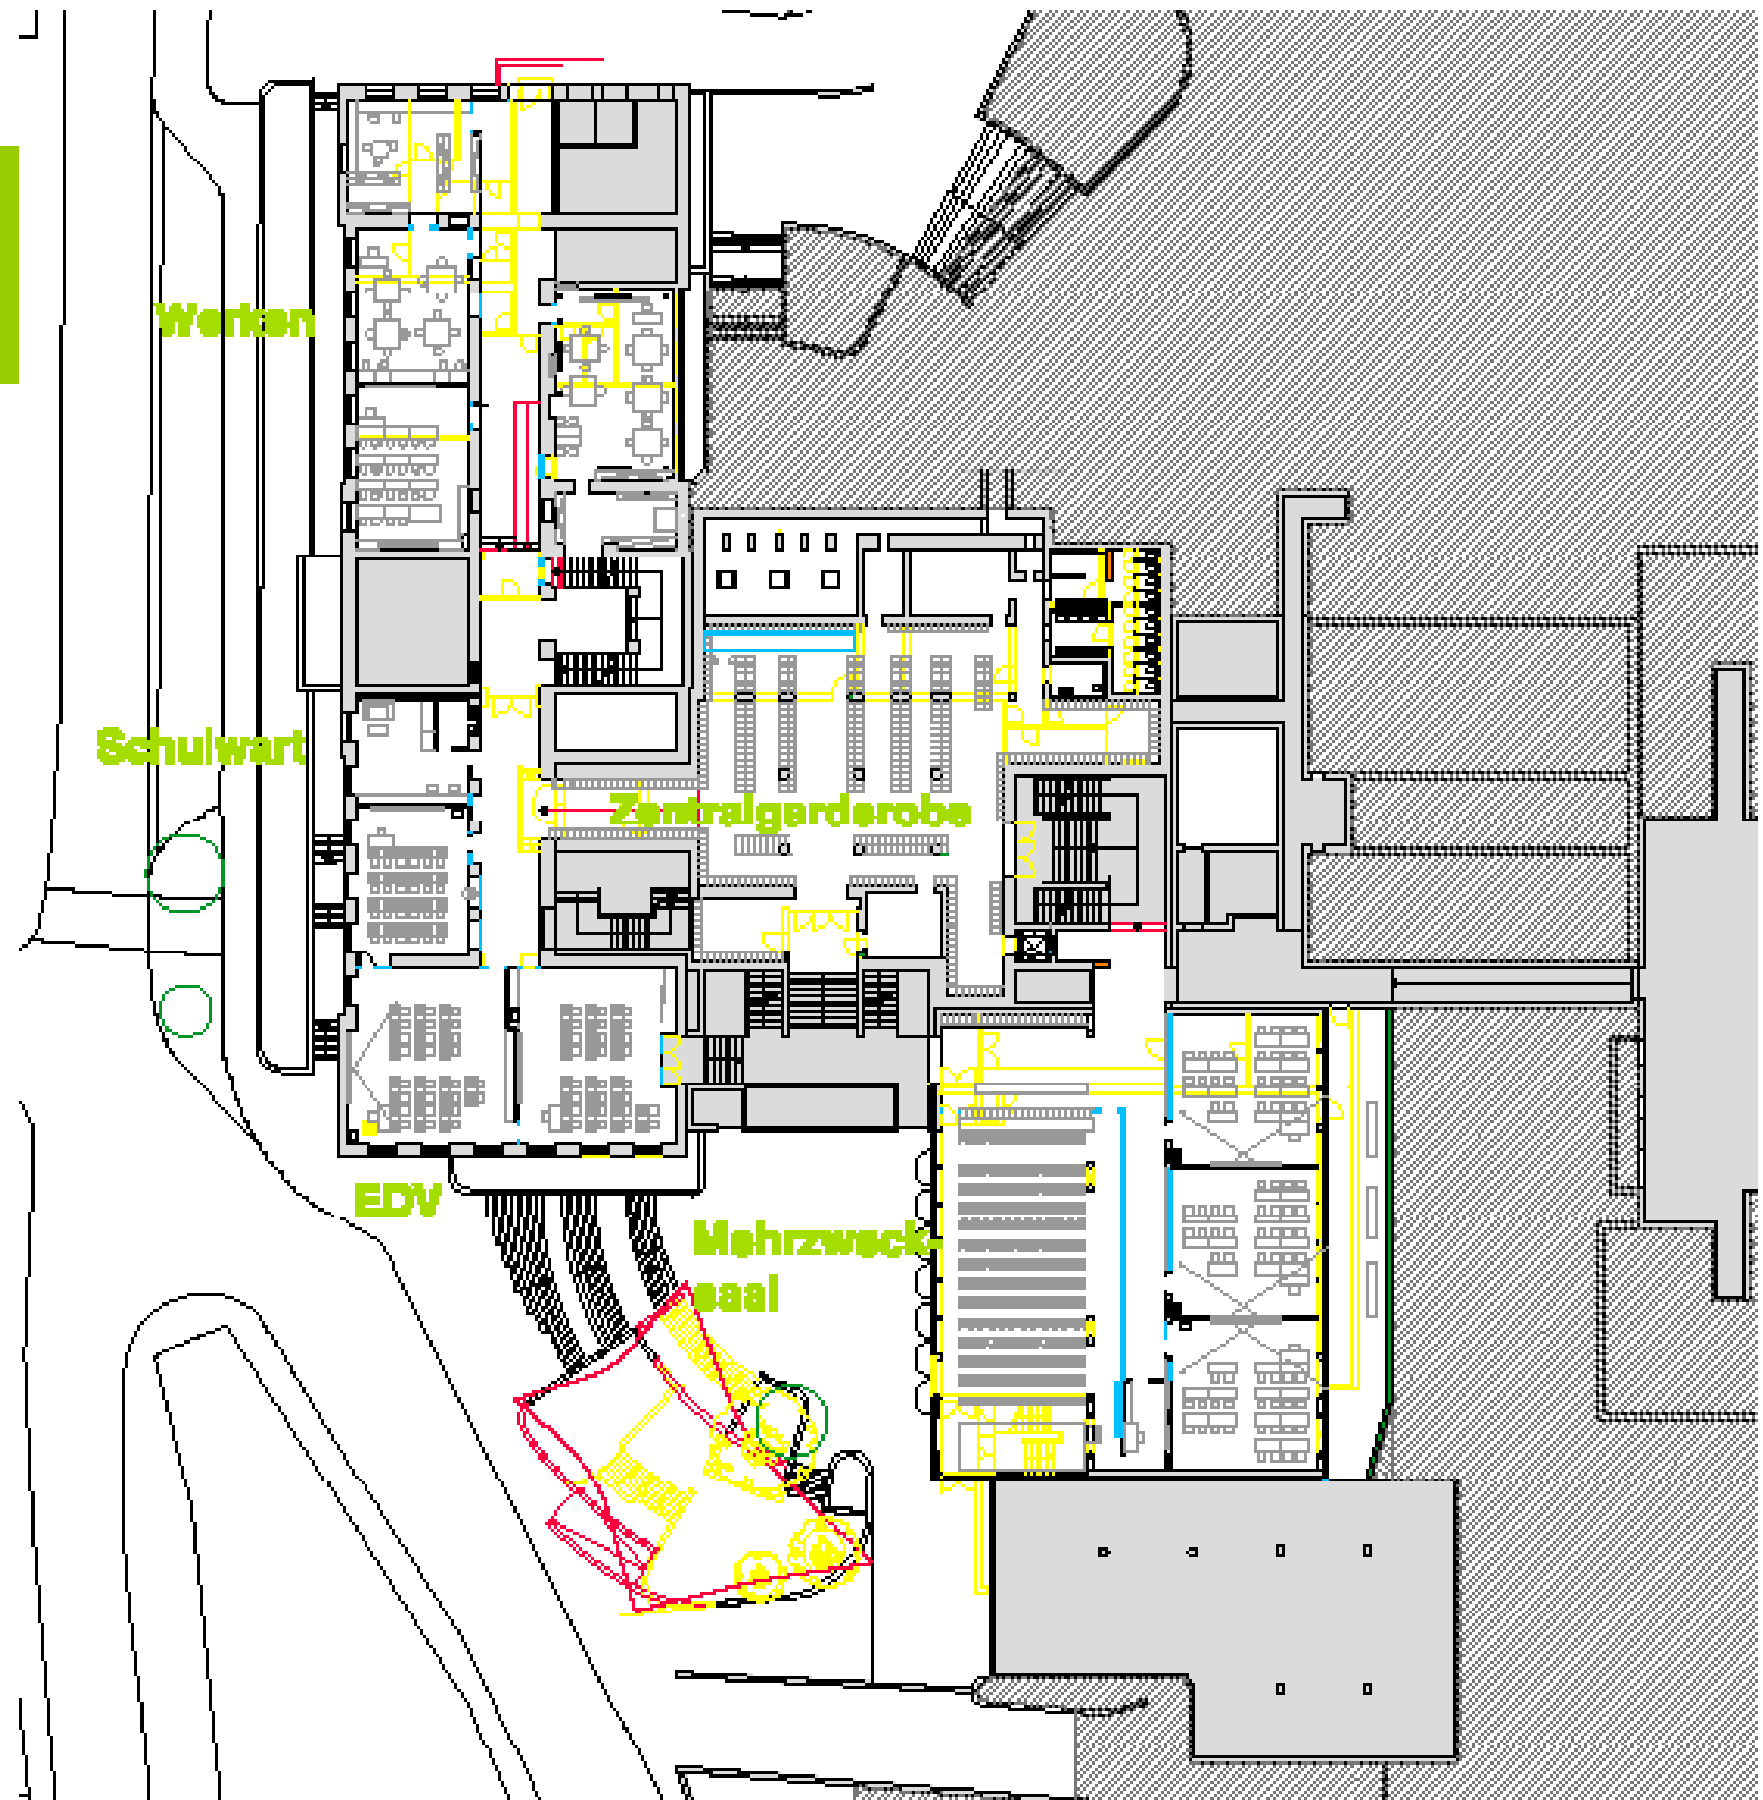 Werken
Schulwart
Zentralgarderobe
EDV
Mehrzweck-
saal